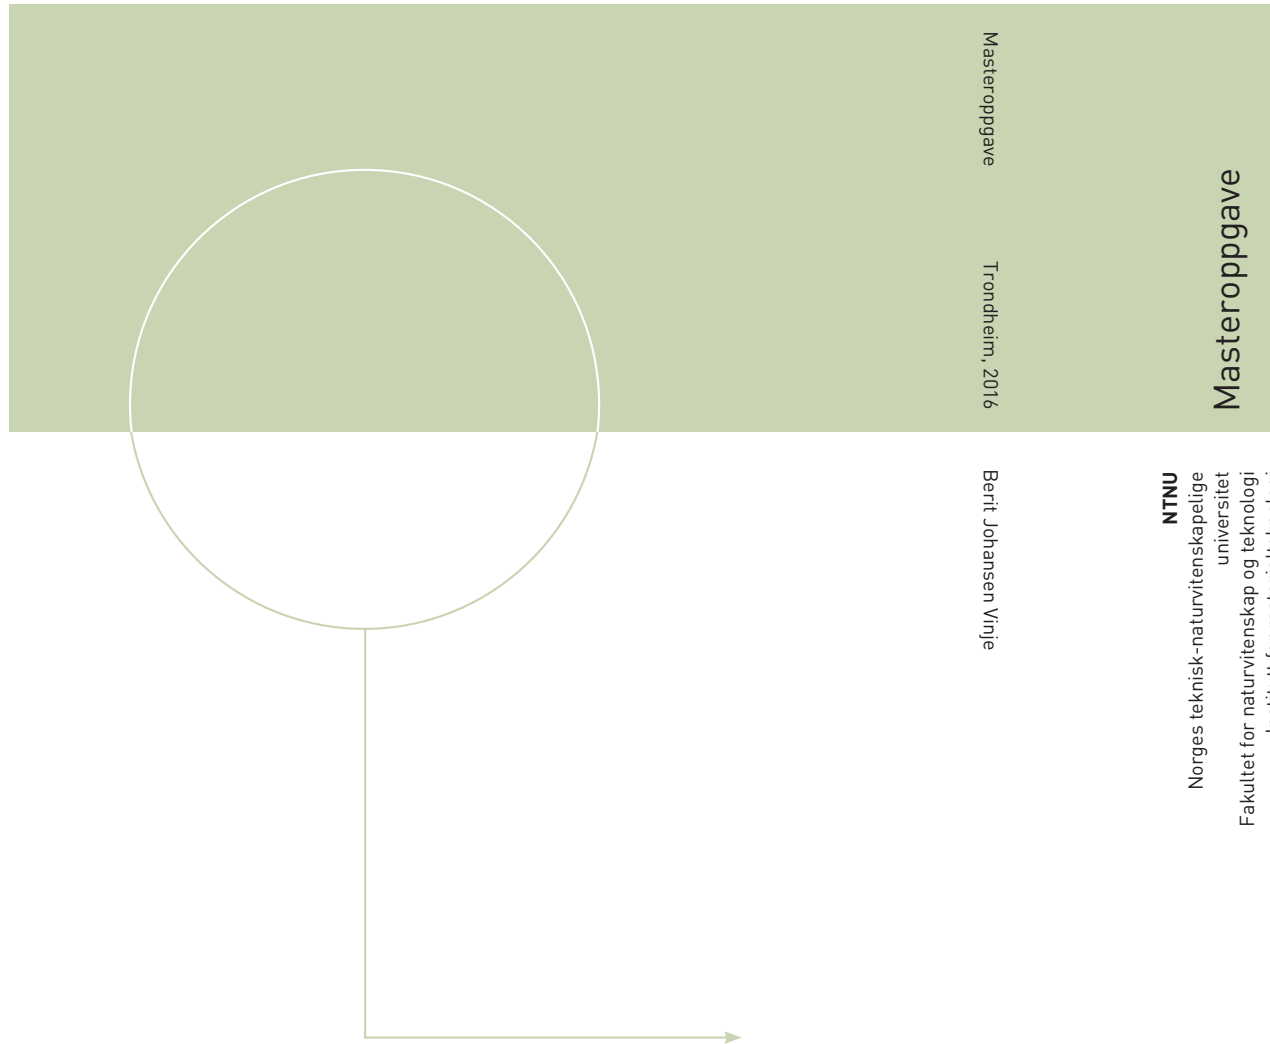 Masteroppgave
Trondheim, 2016
Berit Johansen Vinje
Masteroppgave
NTNU
Norges teknisk-naturvitenskapelige
universitet
Fakultet for naturvitenskap og teknologi